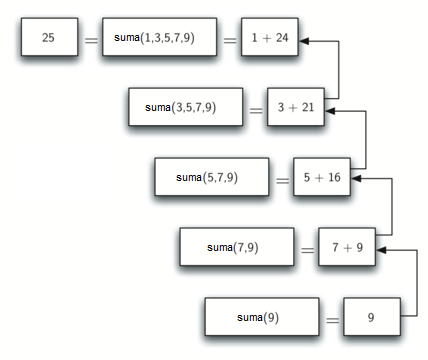 25 = suma(1,3,5,7,9) = 1 + 24
suma(3,5,7,9) = 3 + 21
suma(5,7,9) = 5 + 16
suma(7,9) = 7 + 9
suma(9) = 9